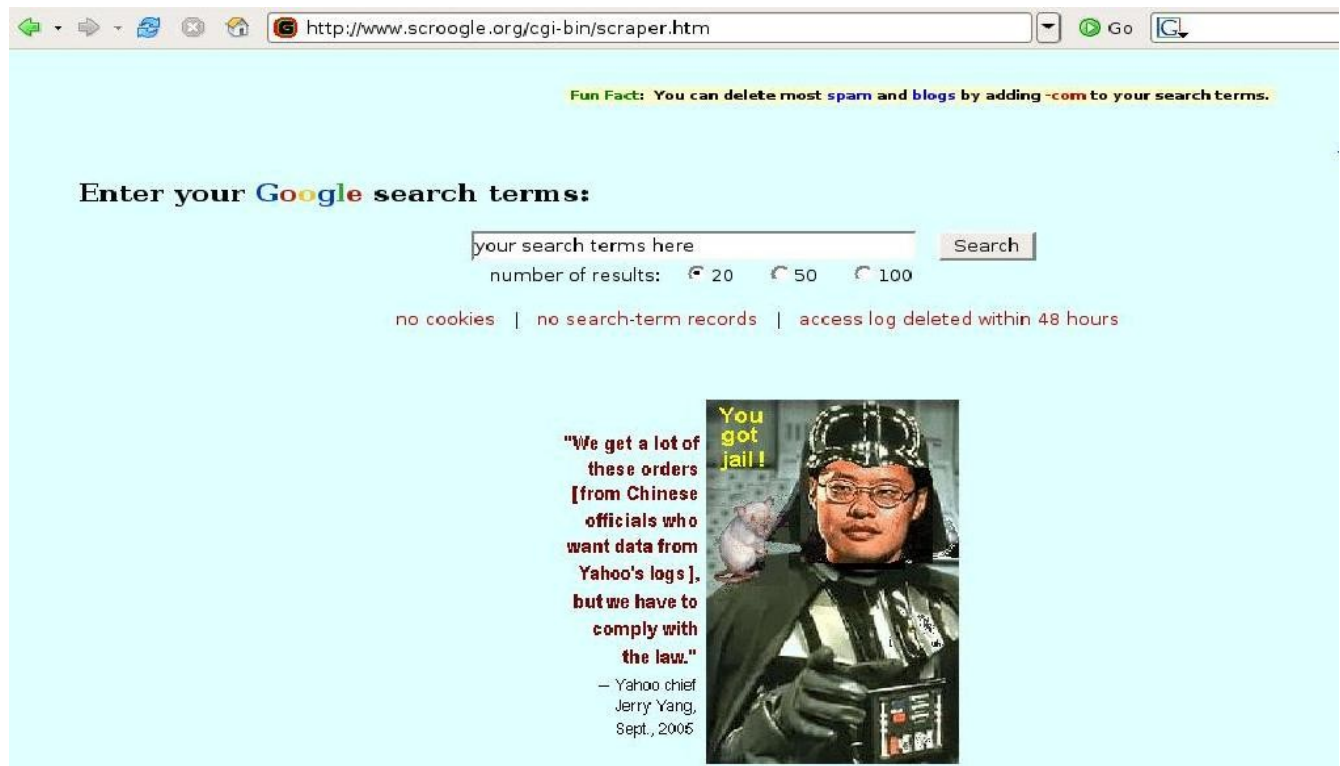 http://www.scroogle.org/cgi-bin/scraper.htm
Go
G
Fun Fact: You can delete most spam and blogs by adding -com to your search terms.
Enter your Google search terms:
your search terms here
Search
number of results: 20 50 100
no cookies | no search-term records | access log deleted within 48 hours
You
got
jail!
"We get a lot of
these orders
[from Chinese
officials who
want data from
Yahoo's logs],
but we have to
comply with
the law."
— Yahoo chief
Jerry Yang,
Sept., 2005